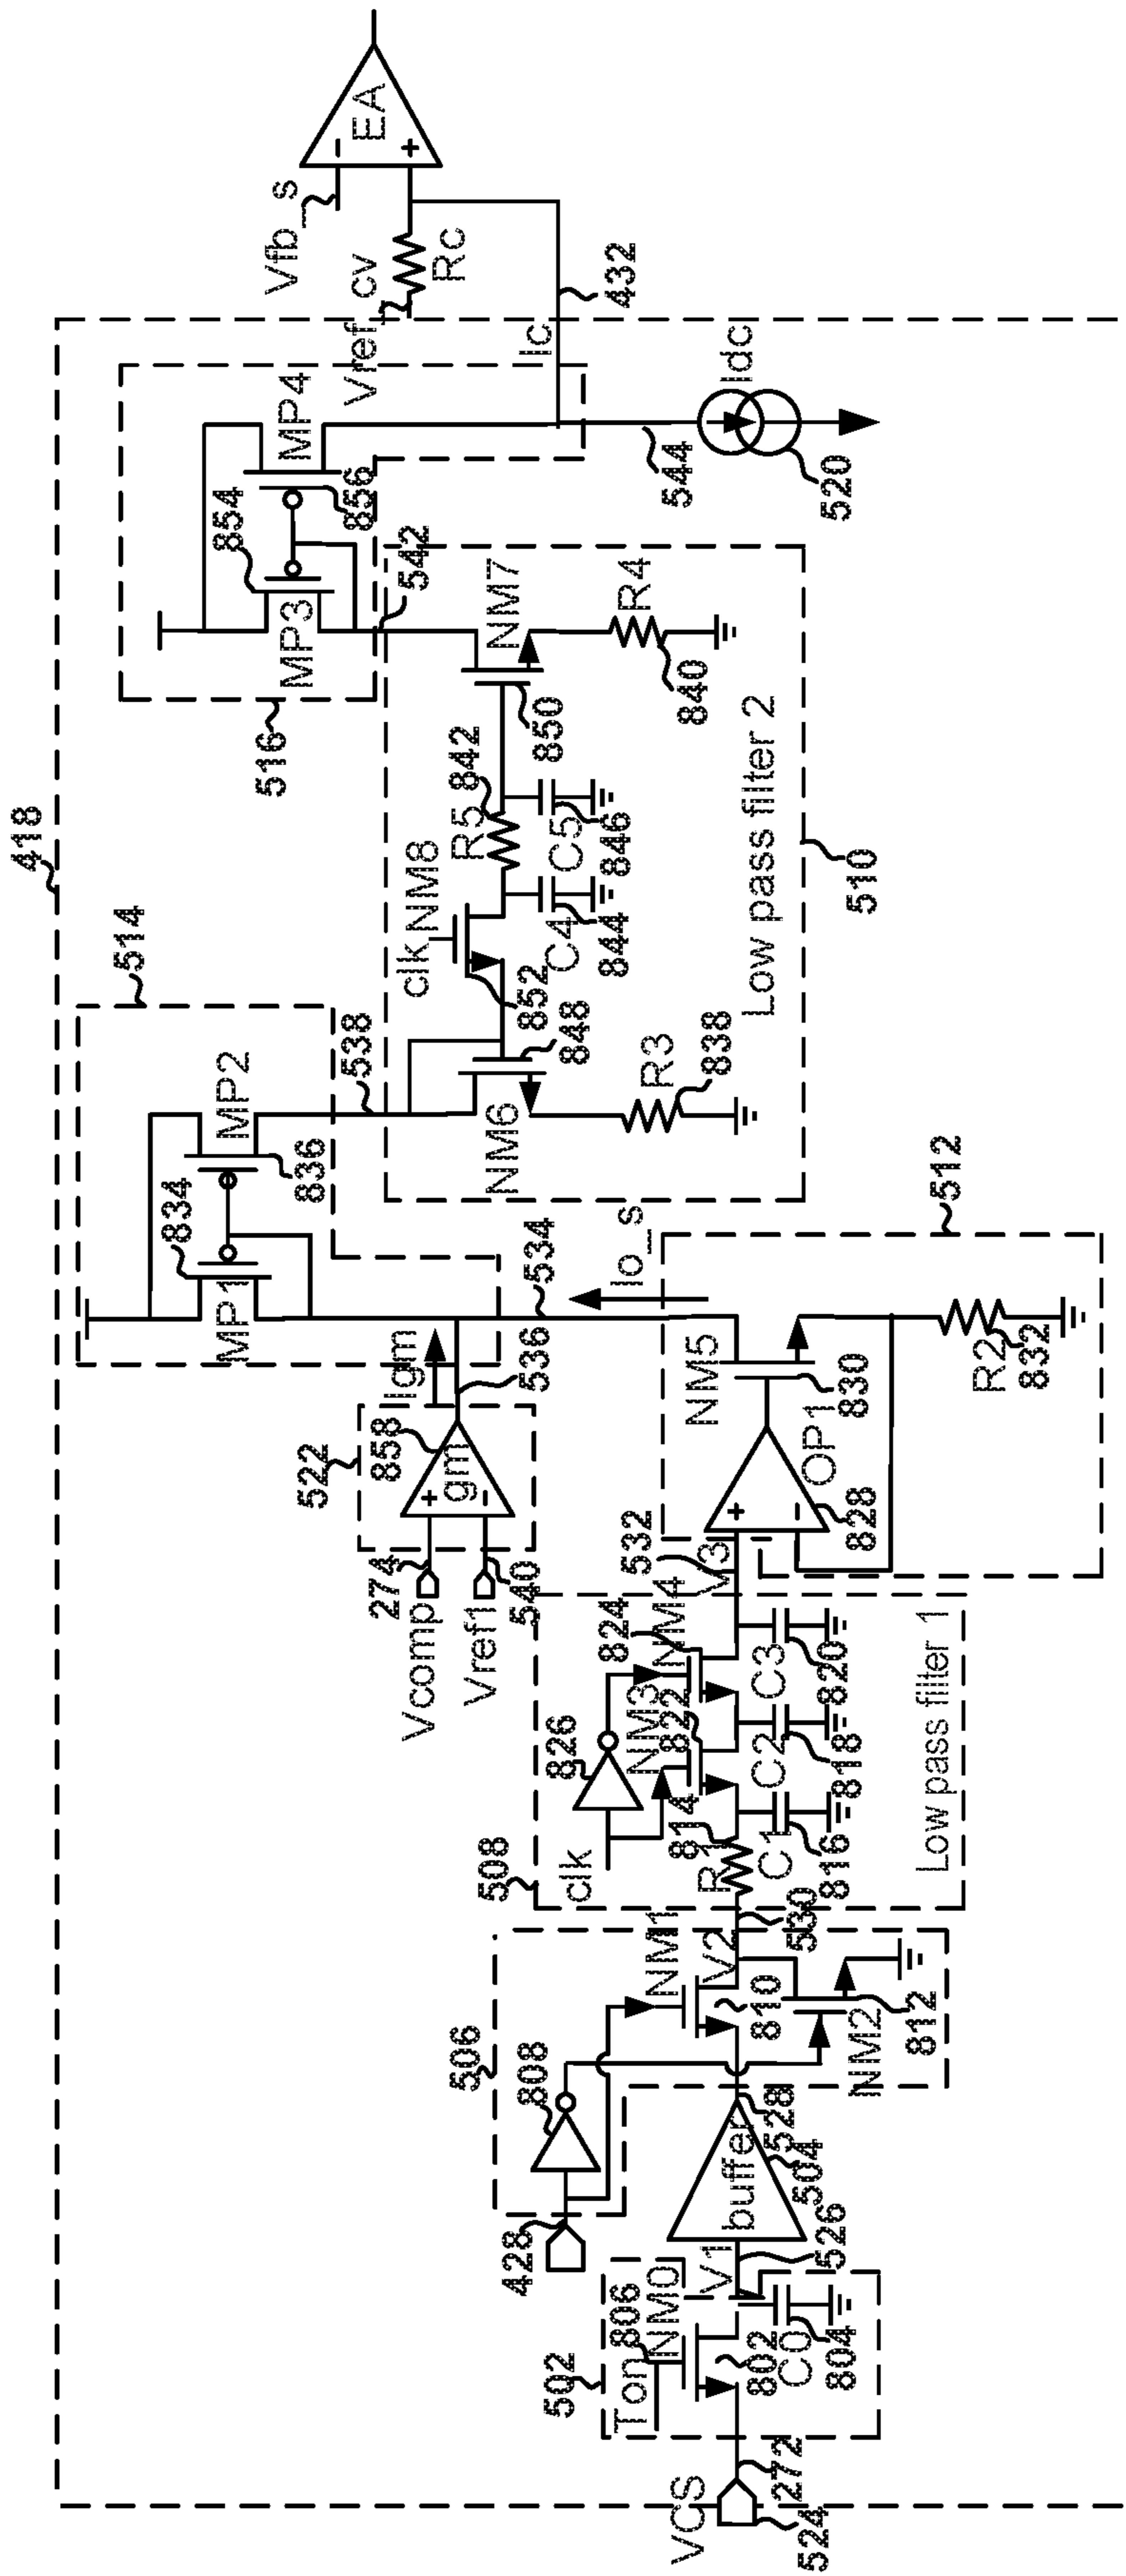 418
514
834
MP1
MP2
836
538
516
854
MP3
MP4
856
542
Vfb_s
EA
-
+
Vref_cv
Rc
Ic
432
544
Idc
520
522
858
gm
+
-
Igm
536
534
Io_s
Vcomp
274
Vref1
540
NM6
848
852
clk
NM8
R5
842
C4
844
C5
846
NM7
850
R3
838
R4
840
Low pass filter 2
510
512
NM5
+
-
OP1
828
830
R2
832
VCS
524
272
502
Ton
806
NM0
802
C0
804
V1
526
buffer
504
528
428
506
808
NM1
810
V2
NM2
812
530
508
clk
826
R1
814
C1
816
NM3
822
C2
818
NM4
824
C3
820
V3
532
Low pass filter 1